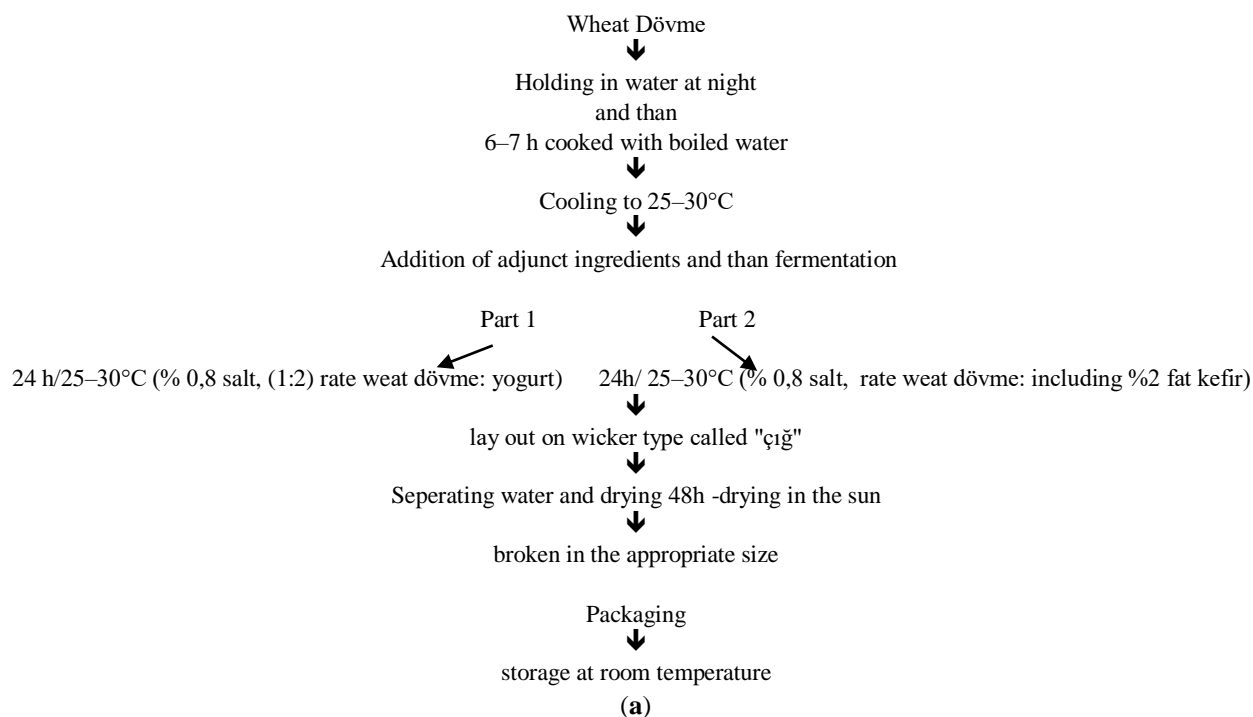 Wheat Dövme
Holding in water at night
and than
6–7 h cooked with boiled water
Cooling to 25–30°C
Addition of adjunct ingredients and than fermentation
Part 1 Part 2
24 h/25–30°C (% 0,8 salt, (1:2) rate weat dövme: yogurt) 24h/ 25–30°C (% 0,8 salt, rate weat dövme: including %2 fat kefir)
lay out on wicker type called "çığ"
Seperating water and drying 48h -drying in the sun
broken in the appropriate size
Packaging
storage at room temperature
(a)